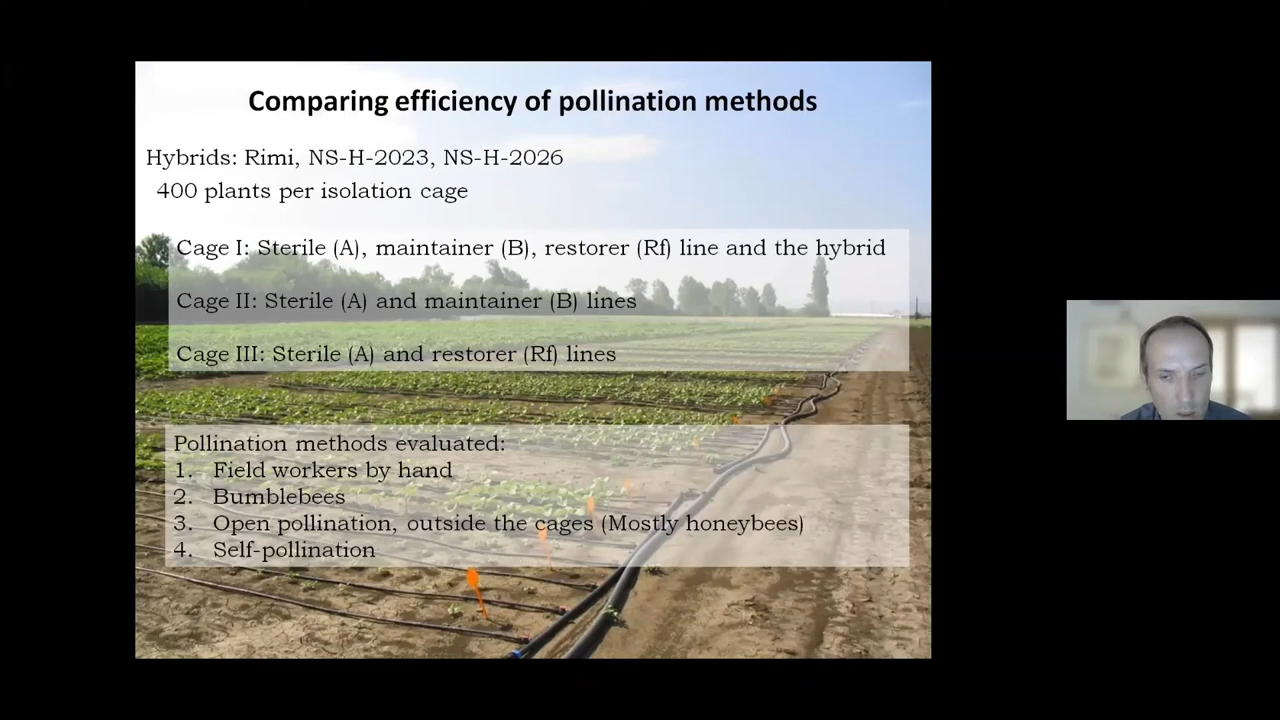 Comparing efficiency of pollination methods
Hybrids: Rimi, NS-H-2023, NS-H-2026
400 plants per isolation cage
Cage I: Sterile (A), maintainer (B), restorer (Rf) line and the hybrid
Cage II: Sterile (A) and maintainer (B) lines
Cage III: Sterile (A) and restorer (Rf) lines
Pollination methods evaluated:
1. Field workers by hand
2. Bumblebees
3. Open pollination, outside the cages (Mostly honeybees)
4. Self-pollination